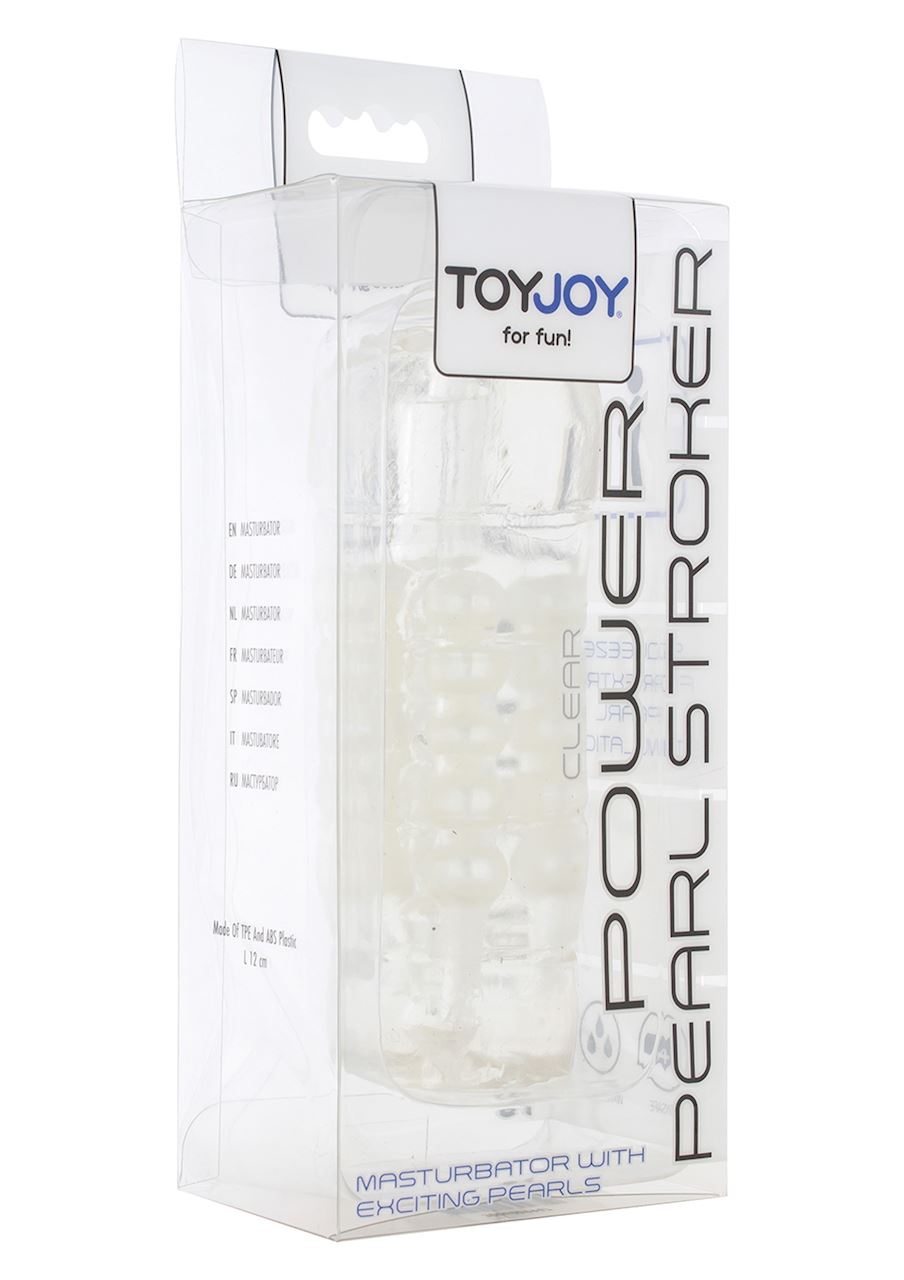 TOYJOY®
for fun!
POWER
PEARL STROKER
CLEAR
EN MASTURBATOR
DE MASTURBATOR
NL MASTURBATOR
FR MASTURBATEUR
SP MASTURBADOR
IT MASTUBATORE
RU МАСТУРБАТОР
Made Of TPE And ABS Plastic
L 12 cm
MASTURBATOR WITH
EXCITING PEARLS